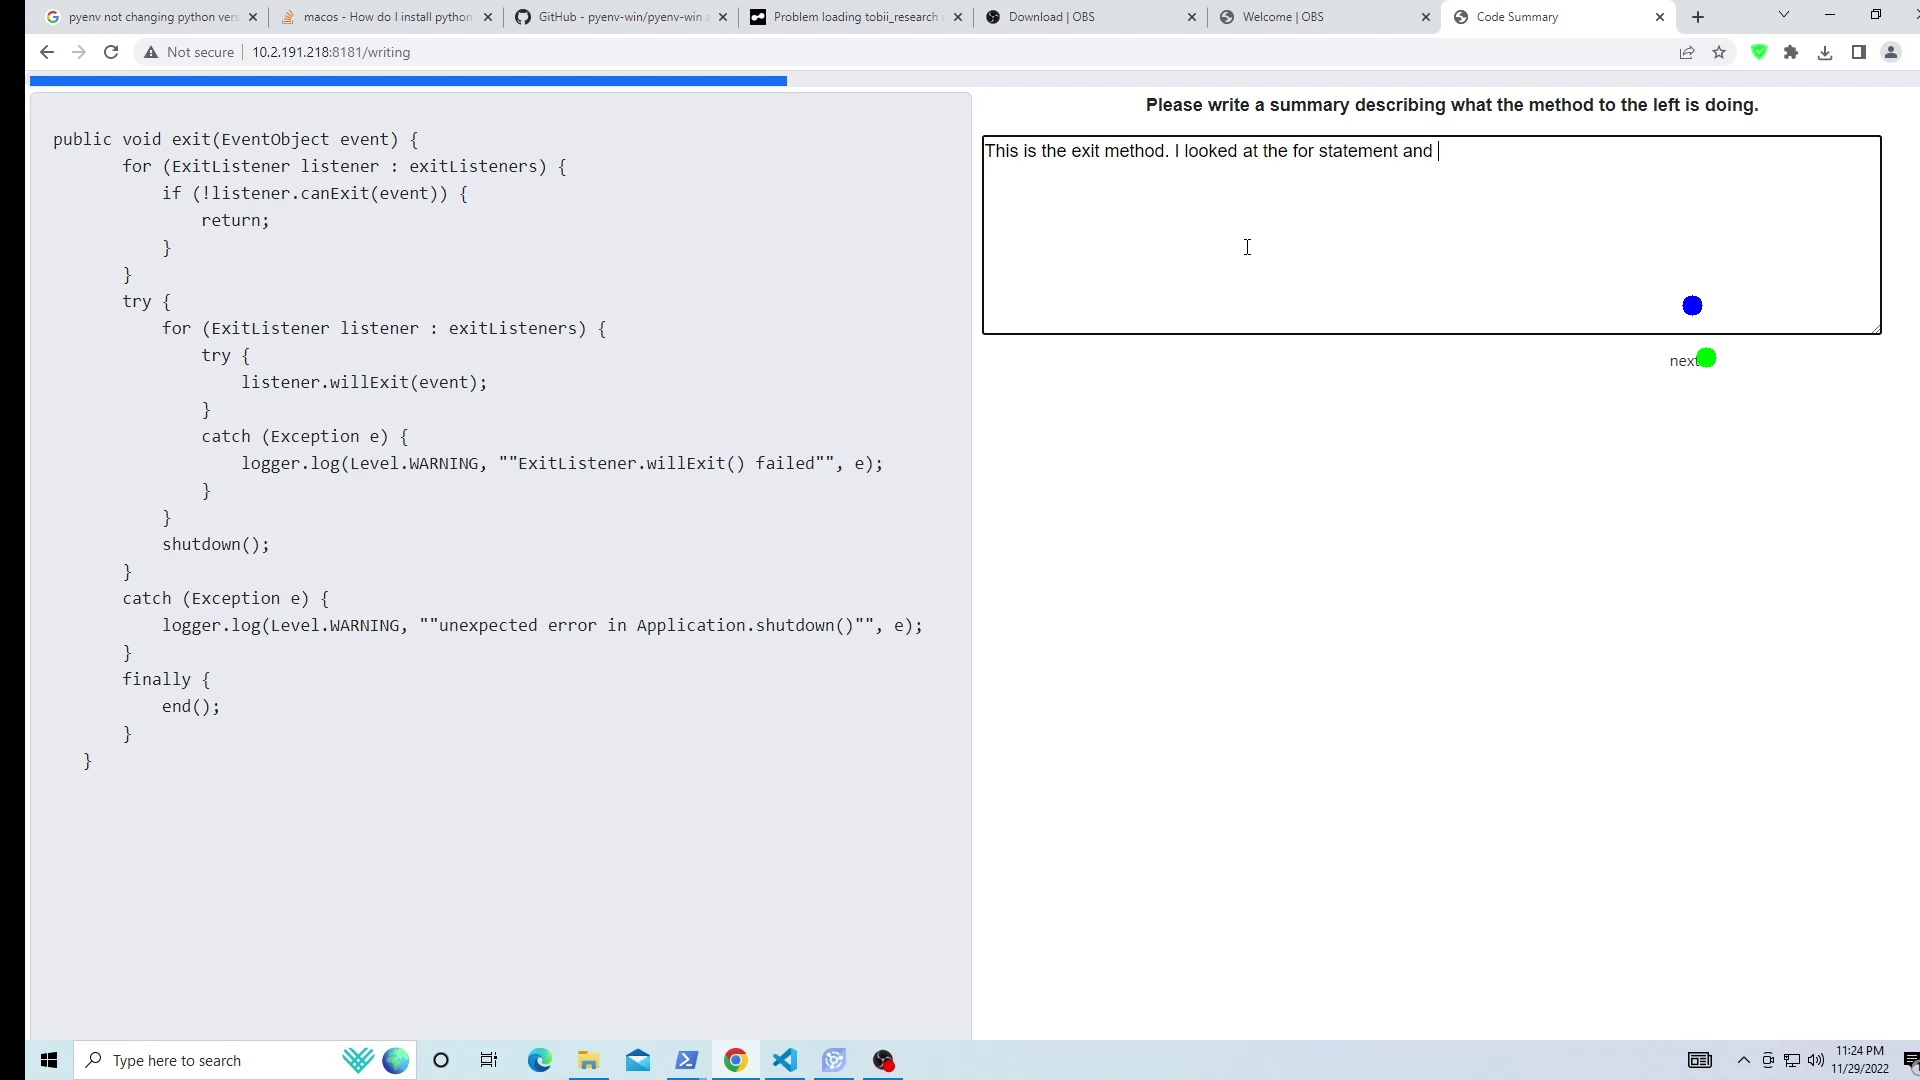 pyenv not changing python vers
macos - How do I install python
GitHub - pyenv-win/pyenv-win
Problem loading tobii_research
Download | OBS
Welcome | OBS
Code Summary
Not secure
10.2.191.218:8181/writing
Please write a summary describing what the method to the left is doing.
public void exit(EventObject event) {
for (ExitListener listener : exitListeners) {
if (!listener.canExit(event)) {
return;
}
}
try {
for (ExitListener listener : exitListeners) {
try {
listener.willExit(event);
}
catch (Exception e) {
logger.log(Level.WARNING, ""ExitListener.willExit() failed"", e);
}
}
shutdown();
}
catch (Exception e) {
logger.log(Level.WARNING, ""unexpected error in Application.shutdown()"", e);
}
finally {
end();
}
}
This is the exit method. I looked at the for statement and
next
Type here to search
11:24 PM
11/29/2022